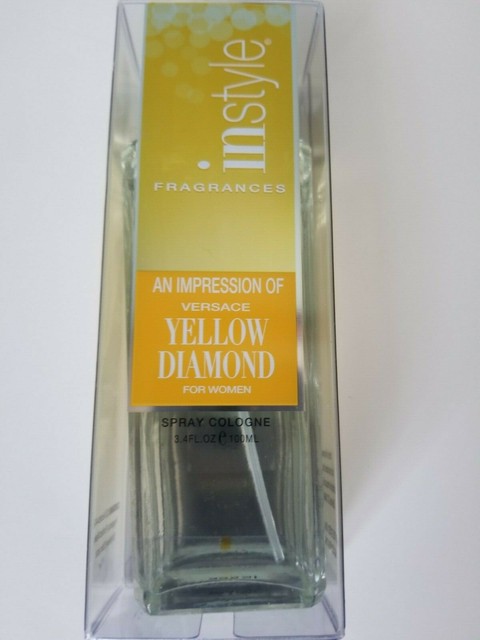 instyle®
FRAGRANCES
AN IMPRESSION OF
VERSACE
YELLOW
DIAMOND
FOR WOMEN
SPRAY COLOGNE
3.4FL.OZ℮100ML